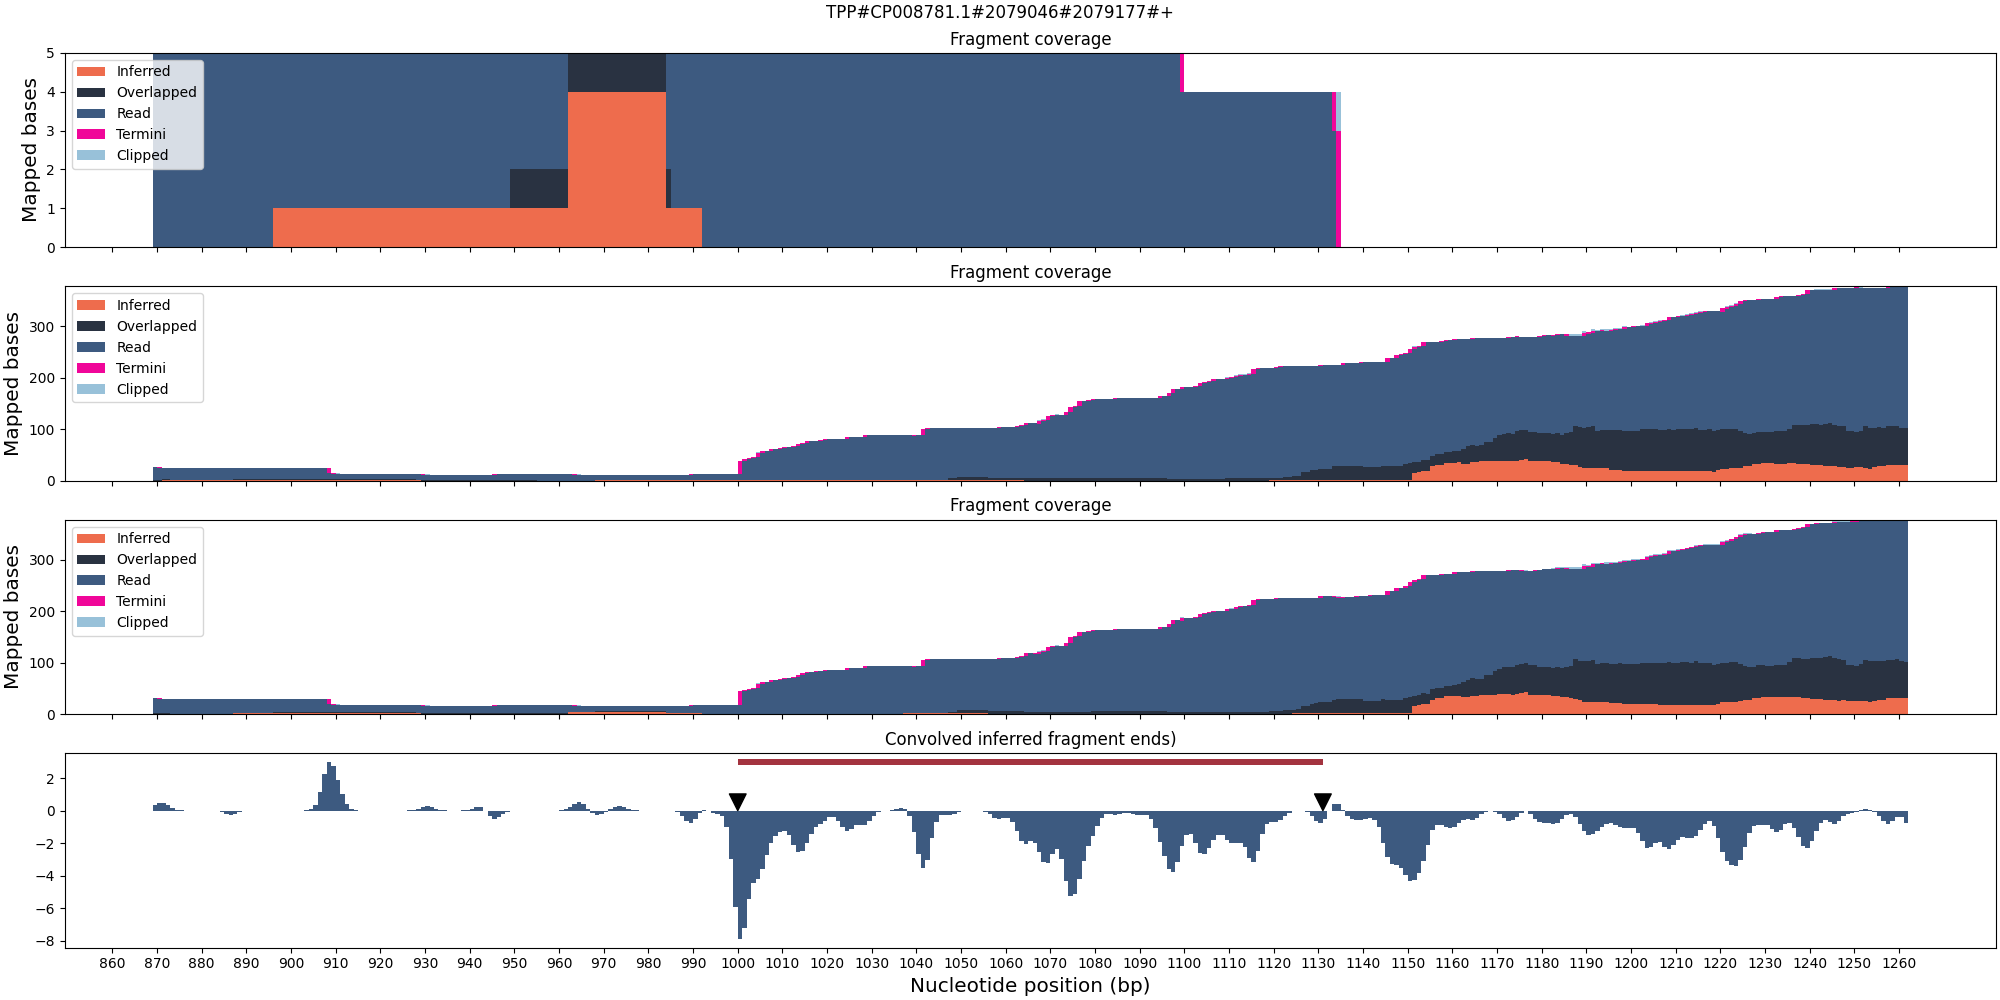 TPP#CP008781.1#2079046#2079177#+
Fragment coverage
Mapped bases
5
4
3
2
1
0
Inferred
Overlapped
Read
Termini
Clipped
Fragment coverage
Mapped bases
300
200
100
0
Inferred
Overlapped
Read
Termini
Clipped
Fragment coverage
Mapped bases
300
200
100
0
Inferred
Overlapped
Read
Termini
Clipped
Convolved inferred fragment ends)
2
0
−2
−4
−6
−8
860 870 880 890 900 910 920 930 940 950 960 970 980 990 1000 1010 1020 1030 1040 1050 1060 1070 1080 1090 1100 1110 1120 1130 1140 1150 1160 1170 1180 1190 1200 1210 1220 1230 1240 1250 1260
Nucleotide position (bp)